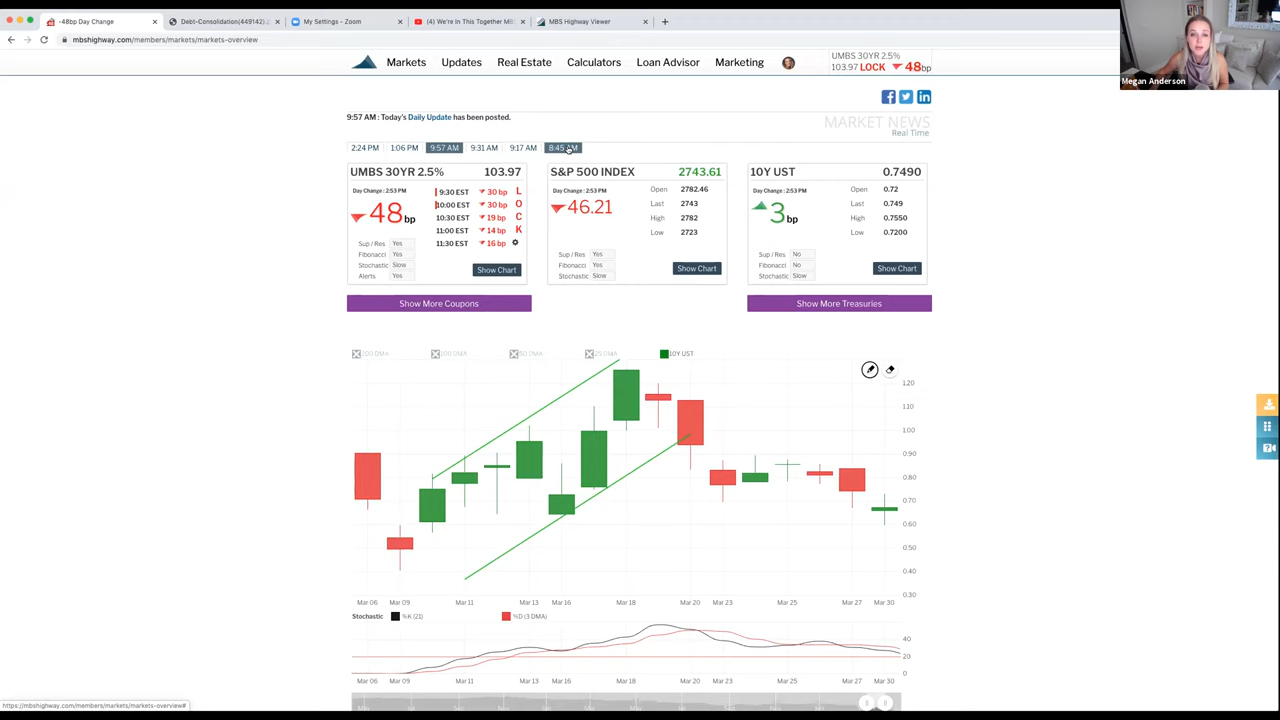 -48bp Day Change
Debt-Consolidation(449142).p
My Settings - Zoom
(4) We're In This Together MBS
MBS Highway Viewer
mbshighway.com/members/markets/markets-overview
Megan Anderson
Markets
Updates
Real Estate
Calculators
Loan Advisor
Marketing
UMBS 30YR 2.5%
103.97 LOCK 48bp
9:57 AM : Today's Daily Update has been posted.
MARKET NEWS
Real Time
2:24 PM 1:06 PM 9:57 AM 9:31 AM 9:17 AM 8:45 AM
UMBS 30YR 2.5% 103.97
Day Change : 2:53 PM
48 bp
9:30 EST 30 bp L
10:00 EST 30 bp O
10:30 EST 19 bp C
11:00 EST 14 bp K
11:30 EST 16 bp
Sup / Res Yes
Fibonacci Yes
Stochastic Slow
Alerts Yes
Show Chart
S&P 500 INDEX 2743.61
Day Change : 2:53 PM
46.21
Open 2782.46
Last 2743
High 2782
Low 2723
Sup / Res Yes
Fibonacci Yes
Stochastic Slow
Show Chart
10Y UST 0.7490
Day Change : 2:53 PM
3 bp
Open 0.72
Last 0.749
High 0.7550
Low 0.7200
Sup / Res No
Fibonacci No
Stochastic Slow
Show Chart
Show More Coupons
Show More Treasuries
200 DMA 100 DMA 50 DMA 25 DMA 10Y UST
1.20
1.10
1.00
0.90
0.80
0.70
0.60
0.50
0.40
0.30
Mar 06 Mar 09 Mar 11 Mar 13 Mar 16 Mar 18 Mar 20 Mar 23 Mar 25 Mar 27 Mar 30
Stochastic %K (21) %D (3 DMA)
40
20
0
Mar 06 Mar 09 Mar 11 Mar 13 Mar 16 Mar 18 Mar 20 Mar 23 Mar 25 Mar 27 Mar 30
https://mbshighway.com/members/markets/markets-overview#